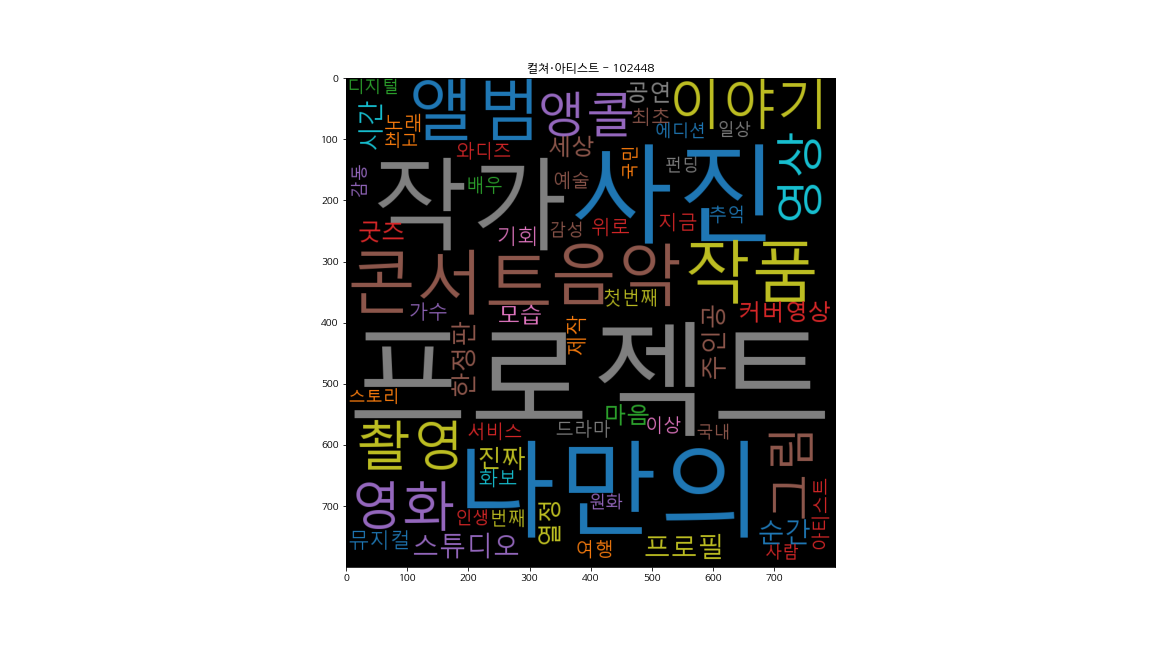 컬쳐·아티스트 - 102448
0
100
200
300
400
500
600
700
0 100 200 300 400 500 600 700
디지털
앨범
앵콜
공연
이야기
시간
노래
최고
최초
에디션
일상
와디즈
세상
국민
펀딩
영상
감동
작가
배우
예술
사진
추억
굿즈
기회
감성
위로
지금
콘서트
음악
작품
첫번째
가수
모습
커버영상
한정판
제작
주인공
프로젝트
스토리
마음
이상
촬영
서비스
드라마
국내
진짜
화보
나만의
그림
영화
인생
번째
원화
열정
아티스트
뮤지컬
스튜디오
여행
프로필
순간
사람